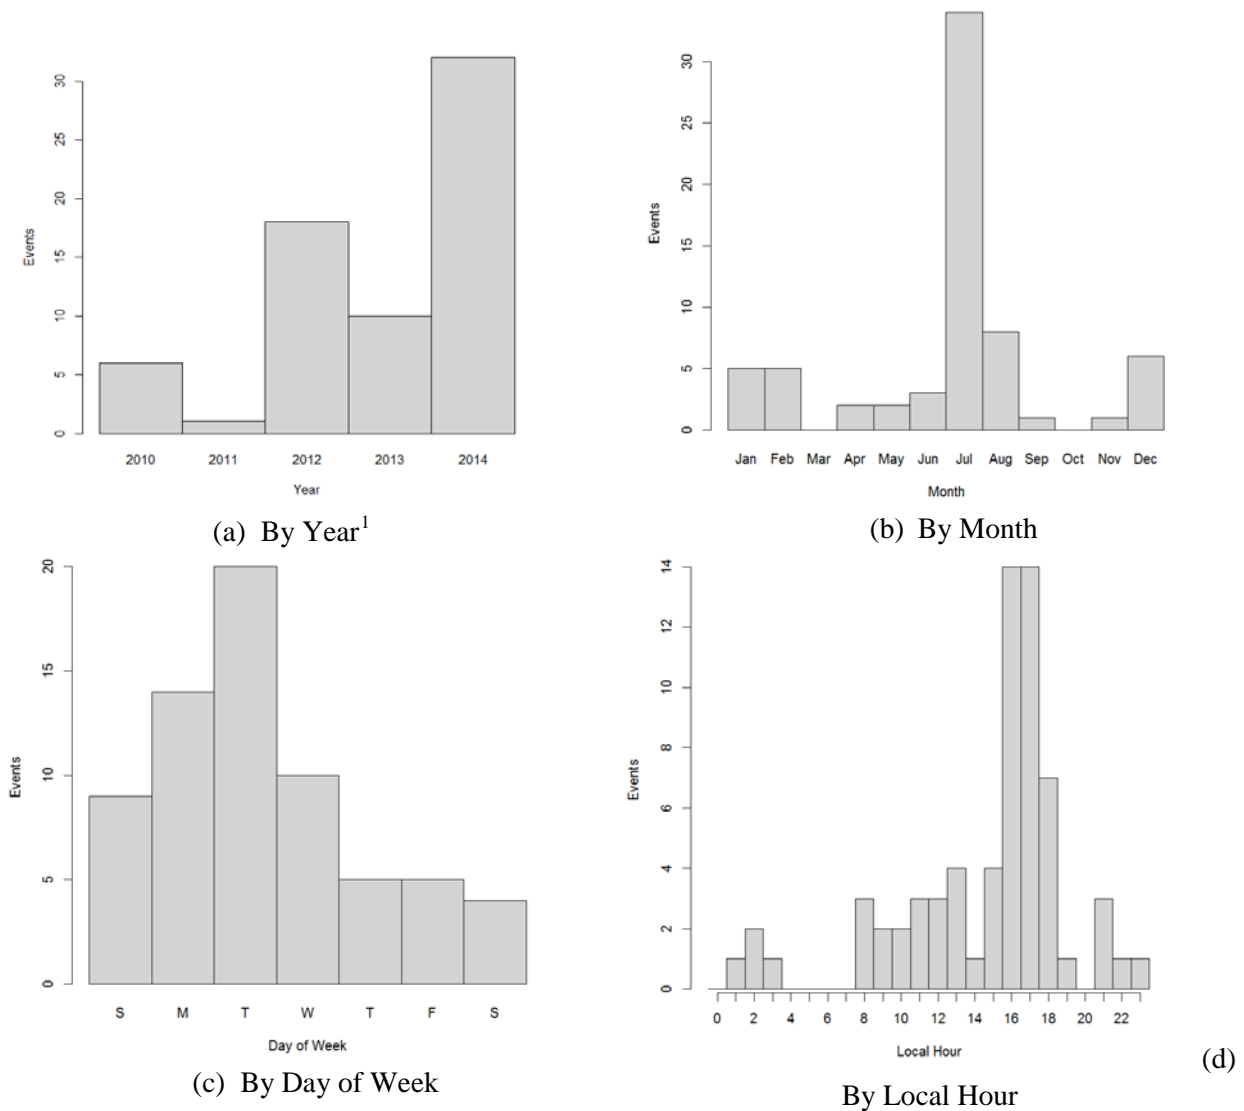 30
25
20
15
10
5
0
Events
2010 2011 2012 2013 2014
Year
(a) By Year1
30
25
20
15
10
5
0
Events
Jan Feb Mar Apr May Jun Jul Aug Sep Oct Nov Dec
Month
(b) By Month
20
15
10
5
0
Events
S M T W T F S
Day of Week
(c) By Day of Week
14
12
10
8
6
4
2
0
Events
0 2 4 6 8 10 12 14 16 18 20 22
Local Hour
(d)
By Local Hour